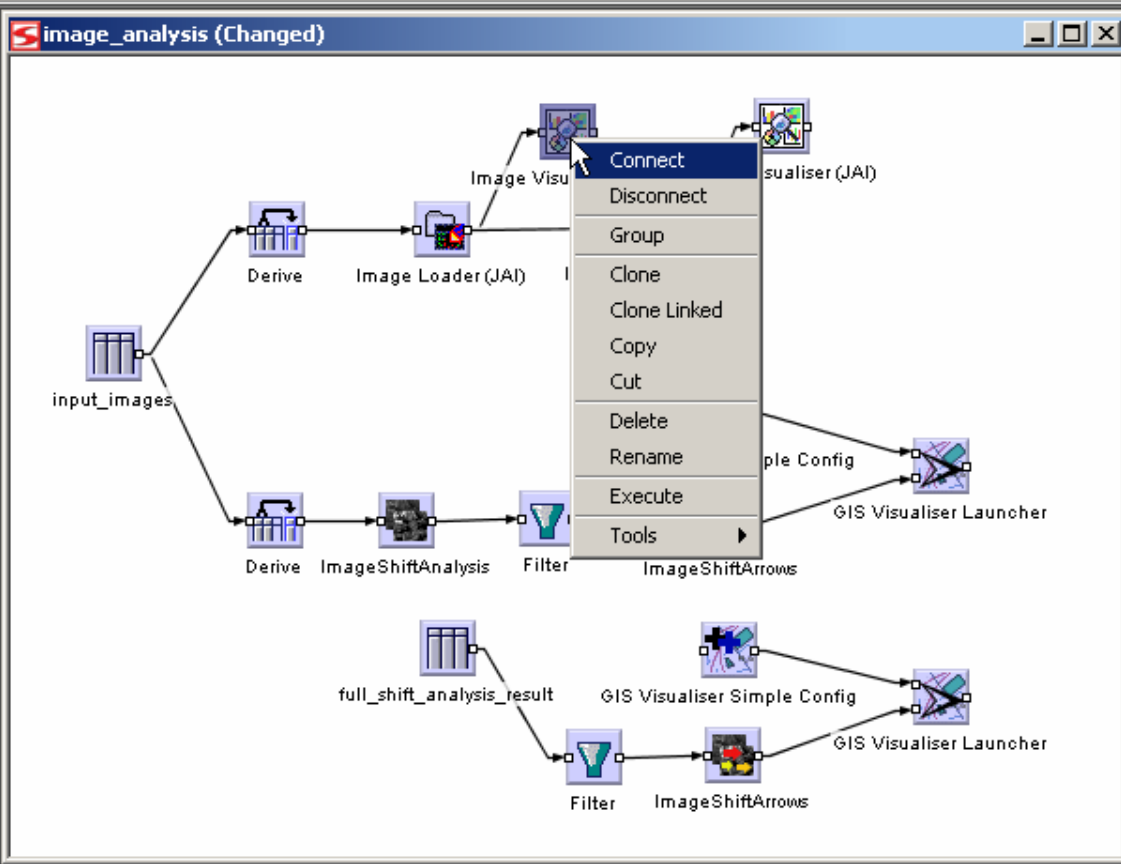 image_analysis (Changed)
Image Visu
sualiser (JAI)
Connect
Disconnect
Group
Clone
Clone Linked
Copy
Cut
Delete
Rename
Execute
Tools
Derive
Image Loader (JAI)
I
input_images
ple Config
GIS Visualiser Launcher
Derive
ImageShiftAnalysis
Filter
ImageShiftArrows
full_shift_analysis_result
GIS Visualiser Simple Config
GIS Visualiser Launcher
Filter
ImageShiftArrows